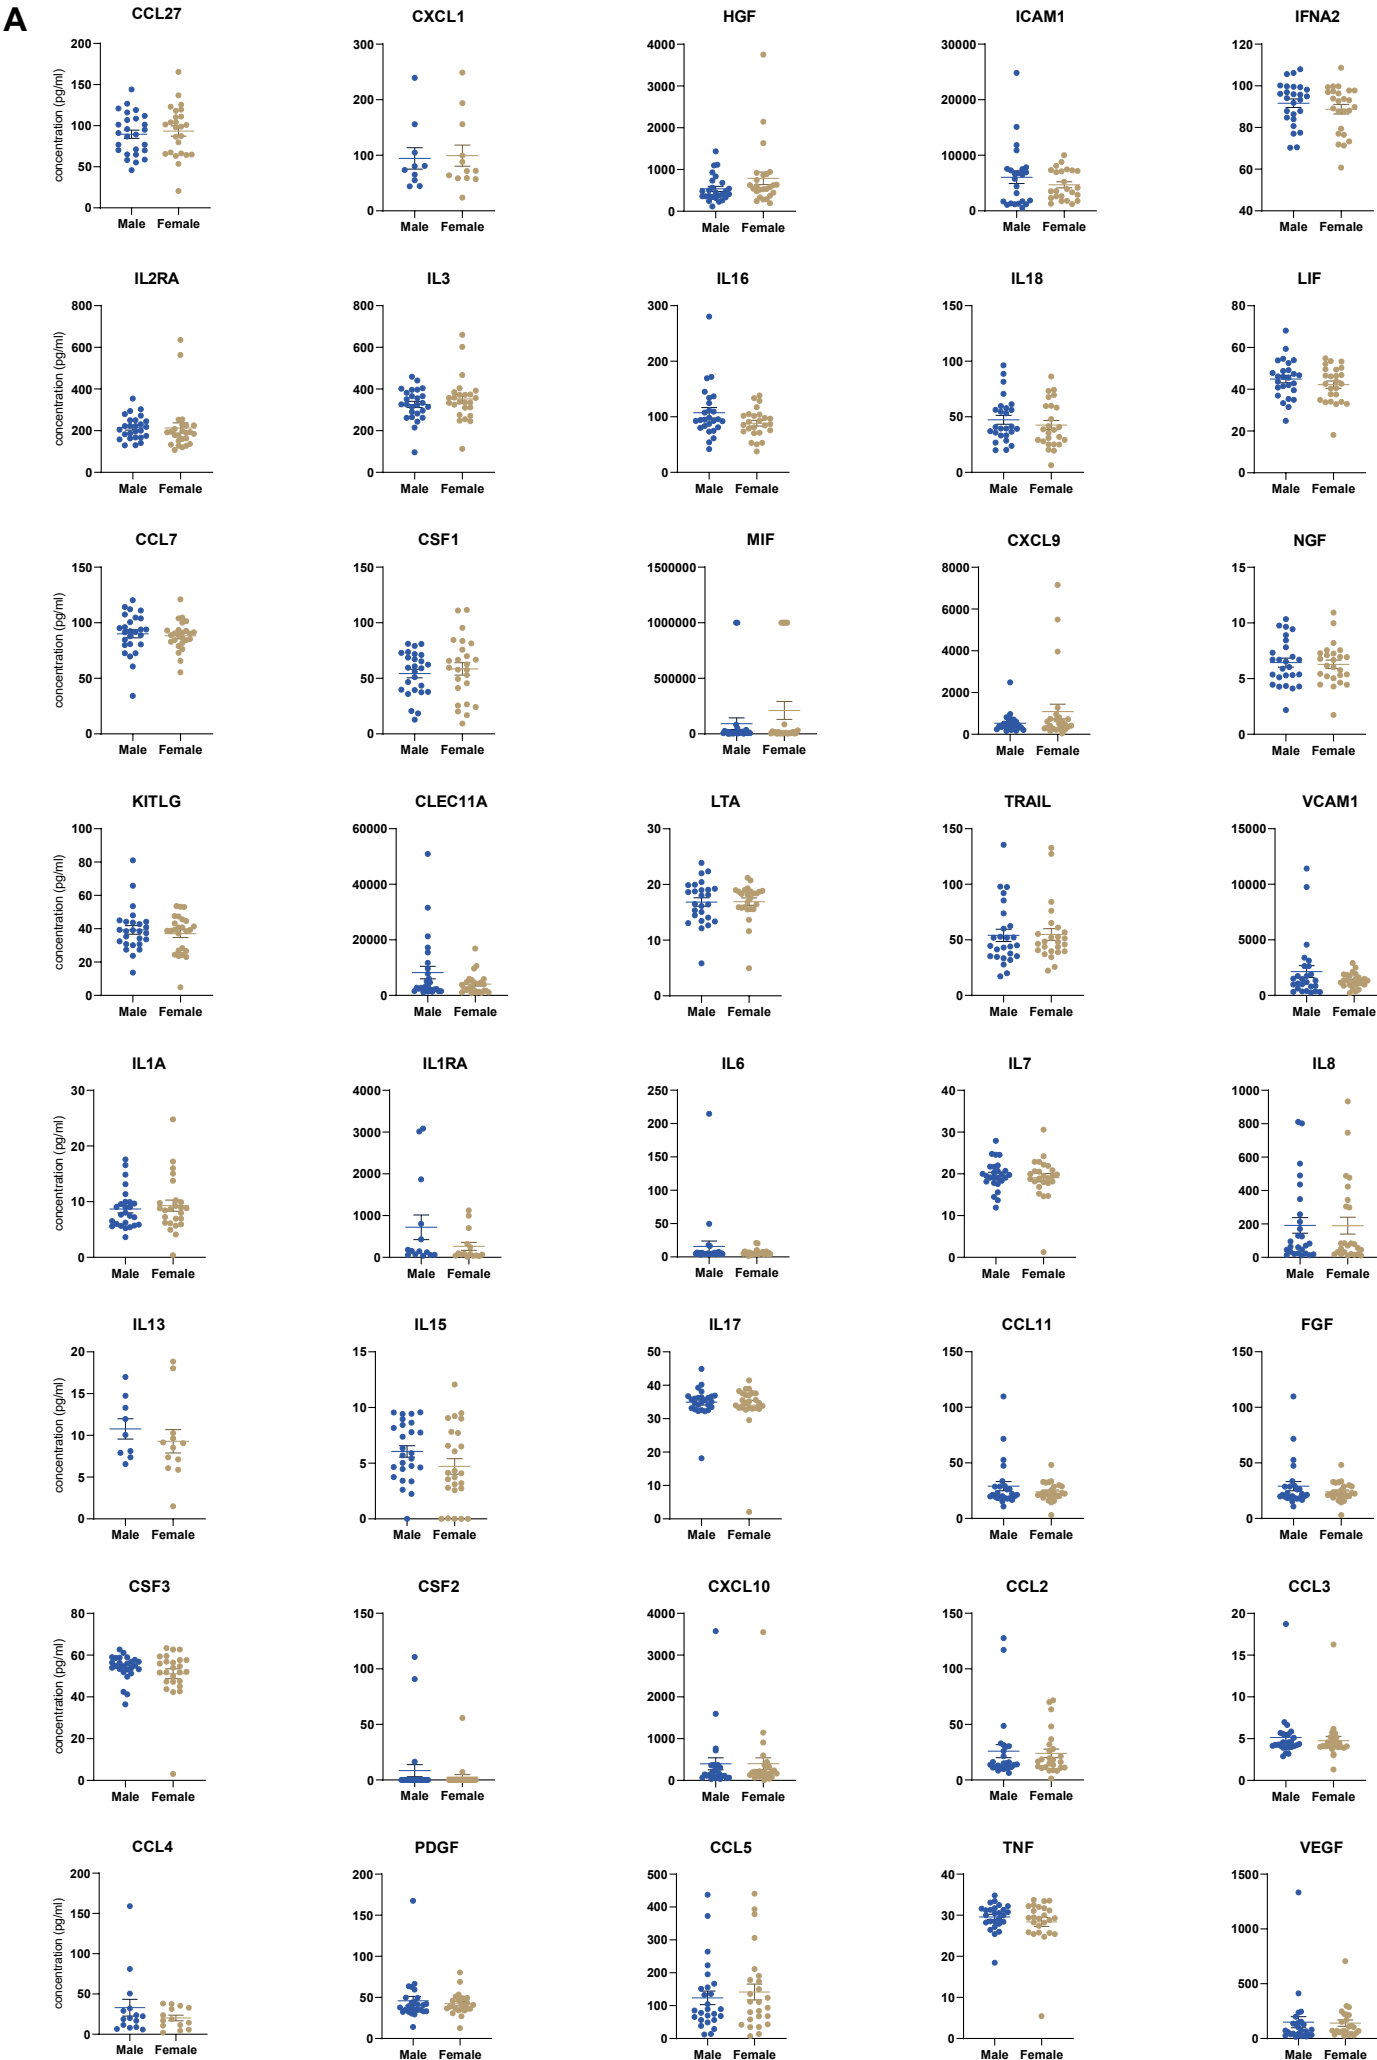 A
CCL27 CXCL1 HGF ICAM1 IFNA2
concentration (pg/ml)
200 300 4000 30000 120
150 200 3000 20000 100
100 100 2000 10000 80
50 0 1000 0 60
0 0 40
Male Female Male Female Male Female Male Female Male Female
IL2RA IL3 IL16 IL18 LIF
concentration (pg/ml)
800 800 300 150 80
600 600 200 100 60
400 400 100 50 40
200 200 0 0 20
0 0 0
Male Female Male Female Male Female Male Female Male Female
CCL7 CSF1 MIF CXCL9 NGF
concentration (pg/ml)
150 150 1500000 8000 15
100 100 1000000 6000 10
50 50 500000 4000 5
0 0 0 2000 0
0
Male Female Male Female Male Female Male Female Male Female
KITLG CLEC11A LTA TRAIL VCAM1
concentration (pg/ml)
100 60000 30 150 15000
80 40000 20 100 10000
60 20000 10 50 5000
40 0 0 0 0
20
0
Male Female Male Female Male Female Male Female Male Female
IL1A IL1RA IL6 IL7 IL8
concentration (pg/ml)
30 4000 250 40 1000
20 3000 200 30 800
10 2000 150 20 600
0 1000 100 10 400
0 50 0 200
0 0
Male Female Male Female Male Female Male Female Male Female
IL13 IL15 IL17 CCL11 FGF
concentration (pg/ml)
20 15 50 150 150
15 10 40 100 100
10 5 30 50 50
5 0 20 0 0
0 10
0
Male Female Male Female Male Female Male Female Male Female
CSF3 CSF2 CXCL10 CCL2 CCL3
concentration (pg/ml)
80 150 4000 150 20
60 100 3000 100 15
40 50 2000 50 10
20 0 1000 0 5
0 0 0
Male Female Male Female Male Female Male Female Male Female
CCL4 PDGF CCL5 TNF VEGF
concentration (pg/ml)
200 200 500 40 1500
150 150 400 30 1000
100 100 300 20 500
50 50 200 10 0
0 0 100 0
0
Male Female Male Female Male Female Male Female Male Female